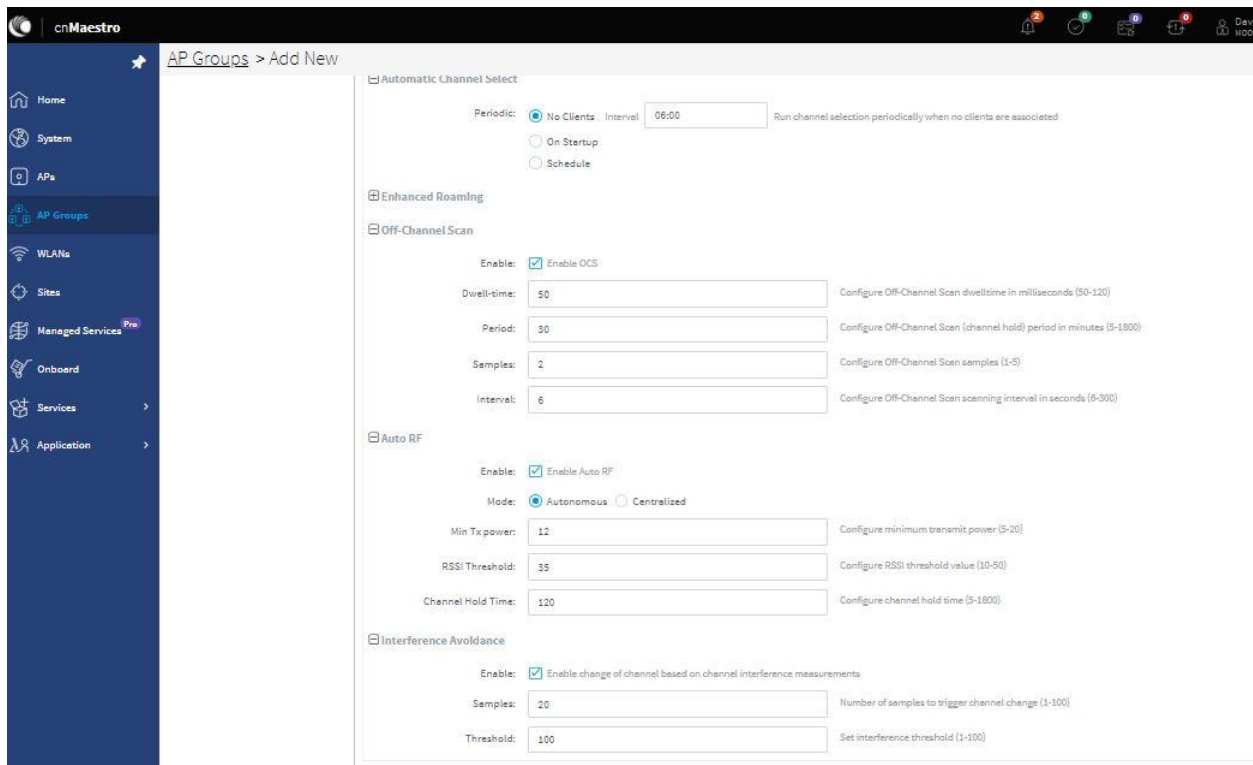 cnMaestro
2
0
0
0
Dev
AP Groups > Add New
Automatic Channel Select
Home
System
APs
AP Groups
WLANs
Sites
Managed Services Pro
Onboard
Services
Application
Periodic: No Clients Interval 06:00 Run channel selection periodically when no clients are associated
On Startup
Schedule
Enhanced Roaming
Off-Channel Scan
Enable: Enable OCS
Dwell-time: 50 Configure Off-Channel Scan dwelltime in milliseconds (50-120)
Period: 30 Configure Off-Channel Scan (channel hold) period in minutes (5-1800)
Samples: 2 Configure Off-Channel Scan samples (1-5)
Interval: 6 Configure Off-Channel Scan scanning interval in seconds (6-300)
Auto RF
Enable: Enable Auto RF
Mode: Autonomous Centralized
Min Tx power: 12 Configure minimum transmit power (5-20)
RSSI Threshold: 35 Configure RSSI threshold value (10-50)
Channel Hold Time: 120 Configure channel hold time (5-1800)
Interference Avoidance
Enable: Enable change of channel based on channel interference measurements
Samples: 20 Number of samples to trigger channel change (1-100)
Threshold: 100 Set interference threshold (1-100)